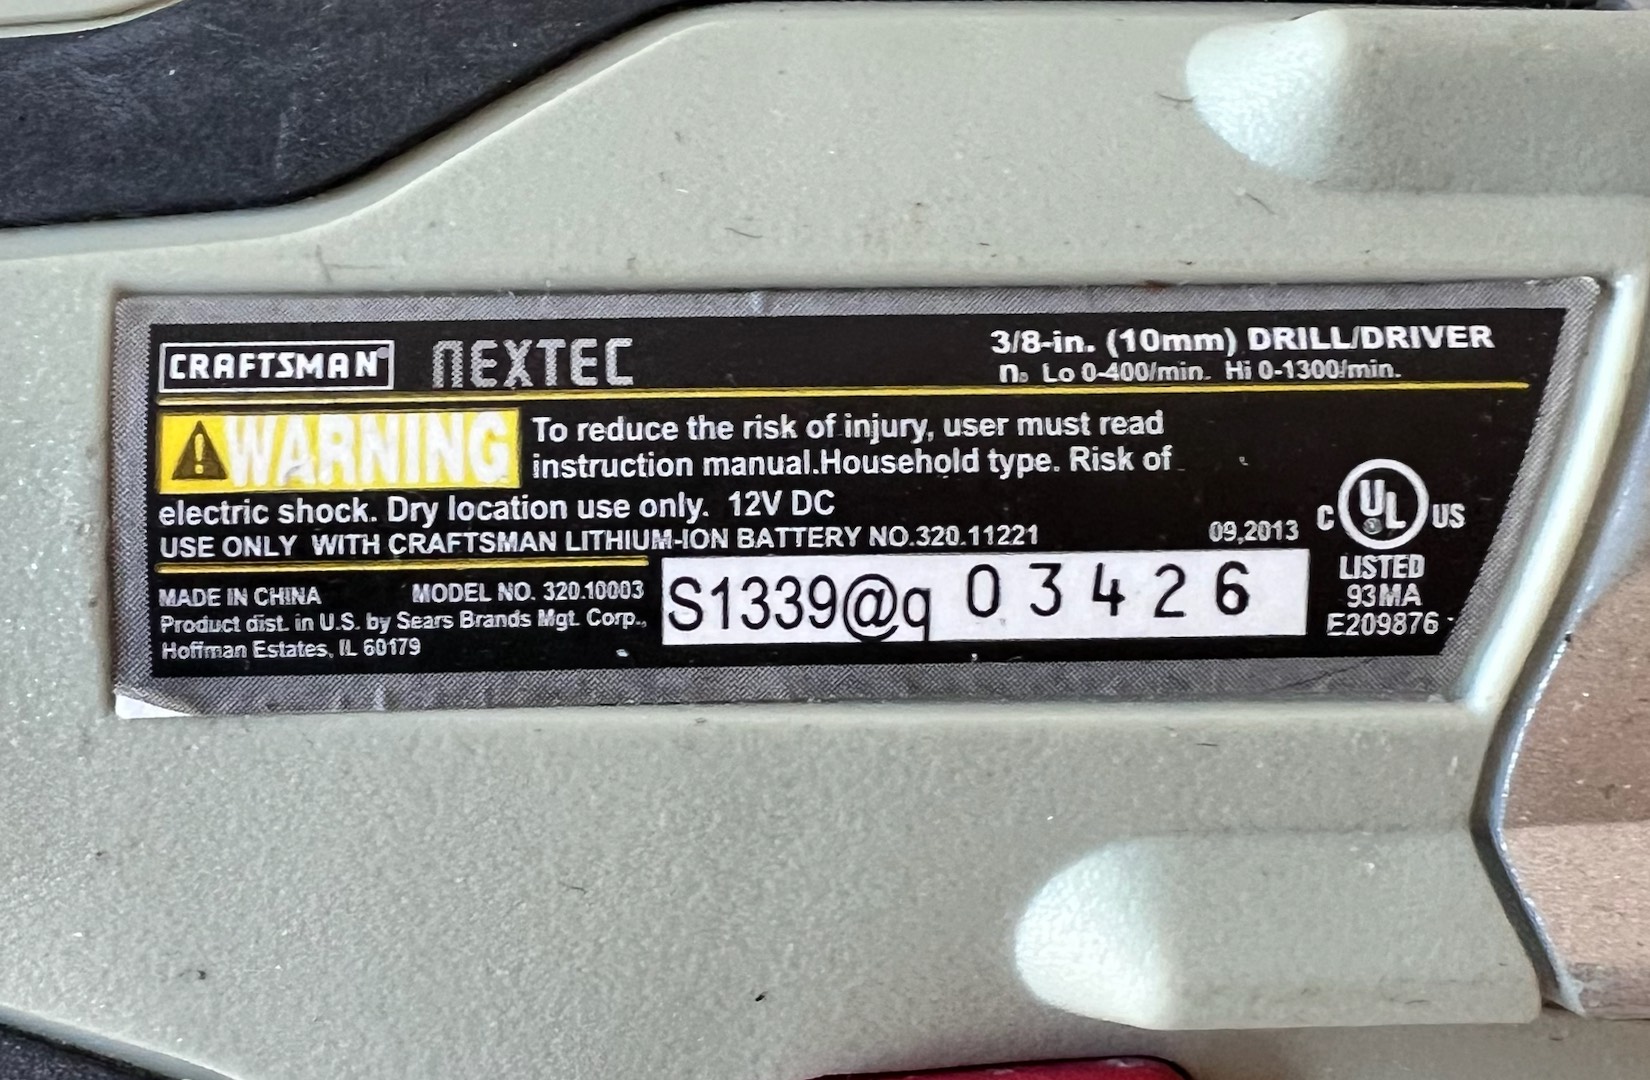 CRAFTSMAN® NEXTEC 3/8-in. (10mm) DRILL/DRIVER
n₀ Lo 0-400/min. Hi 0-1300/min.
WARNING To reduce the risk of injury, user must read
instruction manual.Household type. Risk of
electric shock. Dry location use only. 12V DC
USE ONLY WITH CRAFTSMAN LITHIUM-ION BATTERY NO.320.11221 09,2013
C UL US
LISTED
93MA
E209876
MADE IN CHINA MODEL NO. 320.10003
Product dist. in U.S. by Sears Brands Mgt. Corp.,
Hoffman Estates, IL 60179
S1339@q 03426